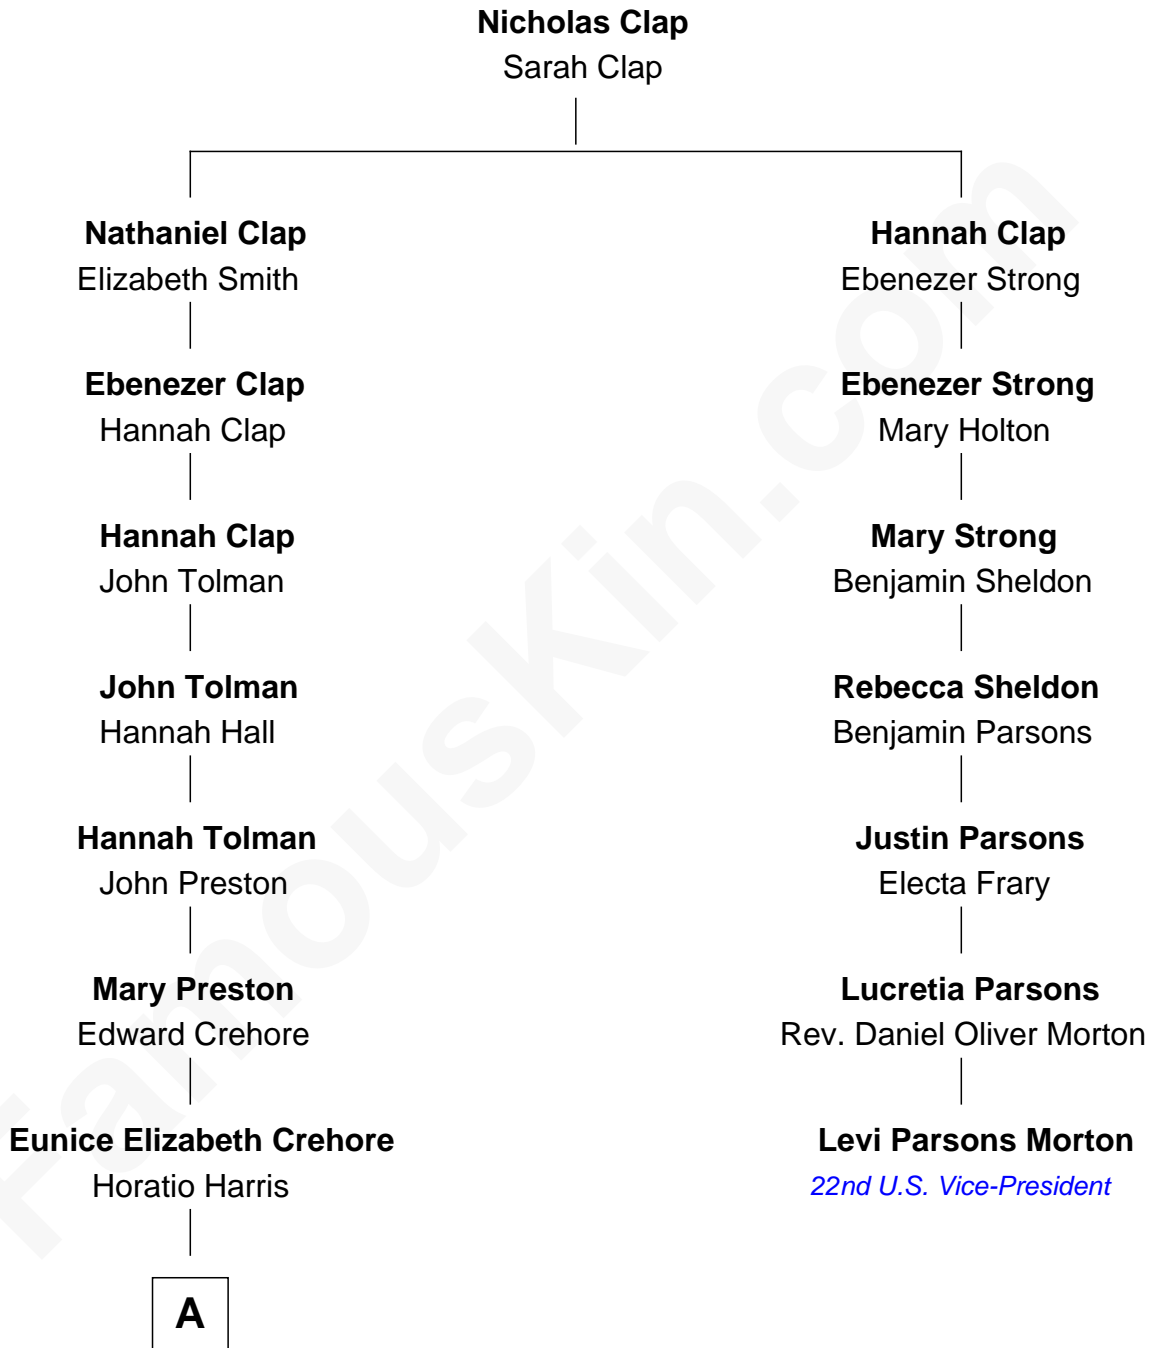 Nicholas Clap
Sarah Clap
Nathaniel Clap
Elizabeth Smith
Hannah Clap
Ebenezer Strong
Ebenezer Clap
Hannah Clap
Ebenezer Strong
Mary Holton
Hannah Clap
John Tolman
Mary Strong
Benjamin Sheldon
John Tolman
Hannah Hall
Rebecca Sheldon
Benjamin Parsons
Hannah Tolman
John Preston
Justin Parsons
Electa Frary
Mary Preston
Edward Crehore
Lucretia Parsons
Rev. Daniel Oliver Morton
Eunice Elizabeth Crehore
Horatio Harris
Levi Parsons Morton
22nd U.S. Vice-President
A
FamousKin.com